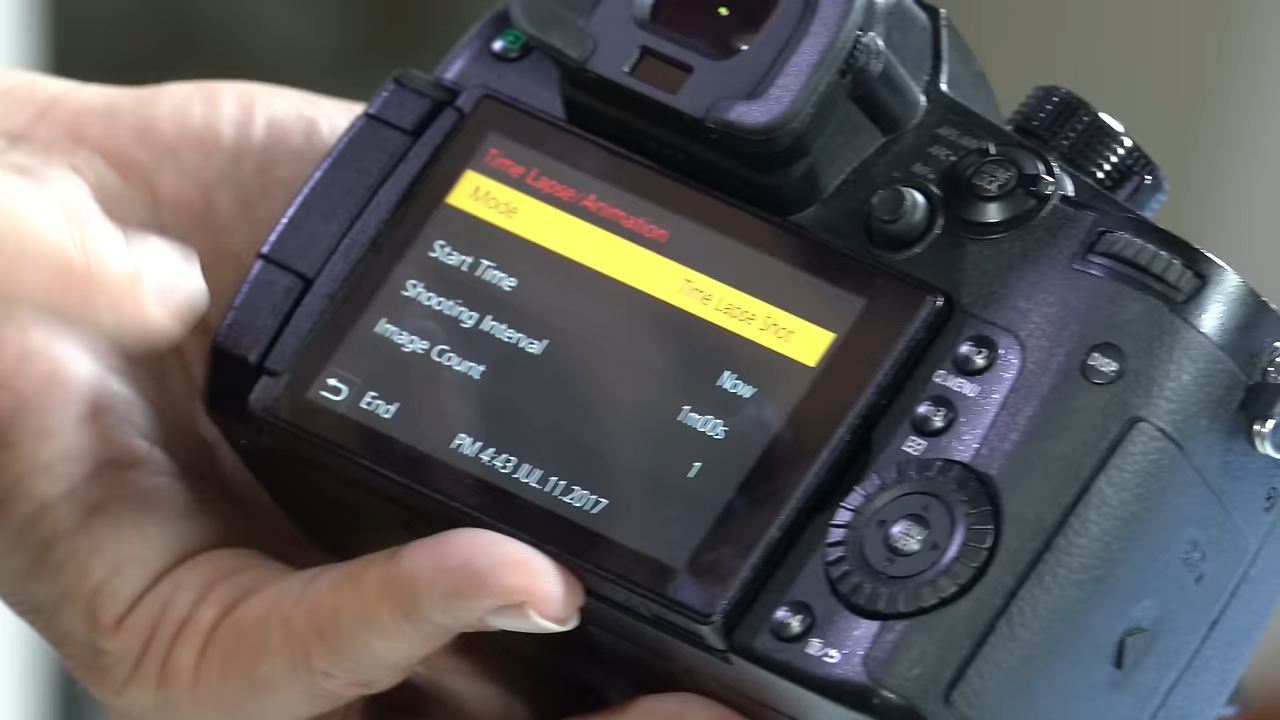 Time Lapse/Animation
Mode Time Lapse Shot
Start Time Now
Shooting Interval 1m00s
Image Count 1
End
PM 4:43 JUL.11.2017
DISP.
Q.MENU